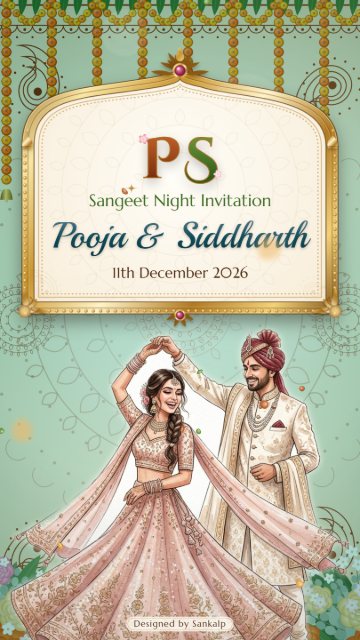 PS
Sangeet Night Invitation
Pooja & Siddharth
11th December 2026
Designed by Sankalp